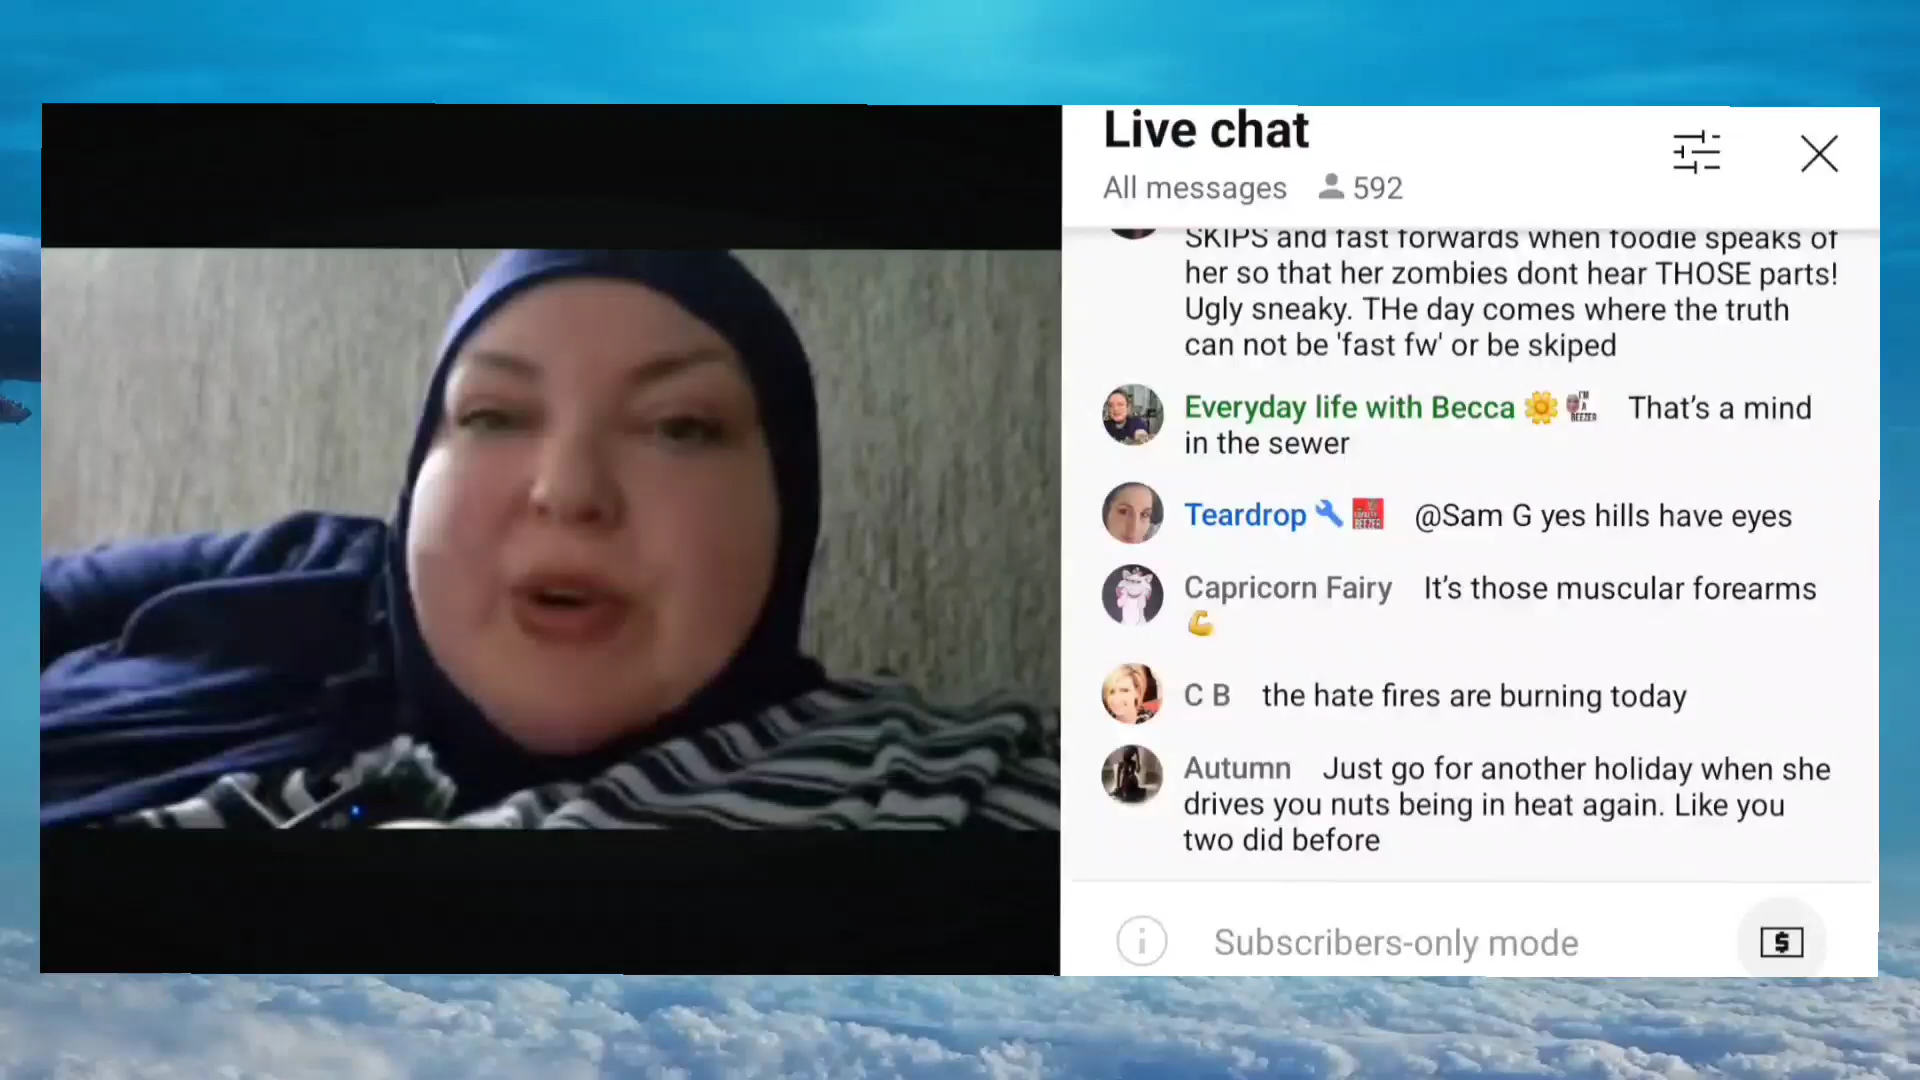 Live chat
All messages 592
SKIPS and fast forwards when foodie speaks of
her so that her zombies dont hear THOSE parts!
Ugly sneaky. THe day comes where the truth
can not be 'fast fw' or be skiped
Everyday life with Becca 🌼 I'M A BEEZER That’s a mind
in the sewer
Teardrop 🔧 BEEZER @Sam G yes hills have eyes
Capricorn Fairy It’s those muscular forearms
💪
C B the hate fires are burning today
Autumn Just go for another holiday when she
drives you nuts being in heat again. Like you
two did before
Subscribers-only mode